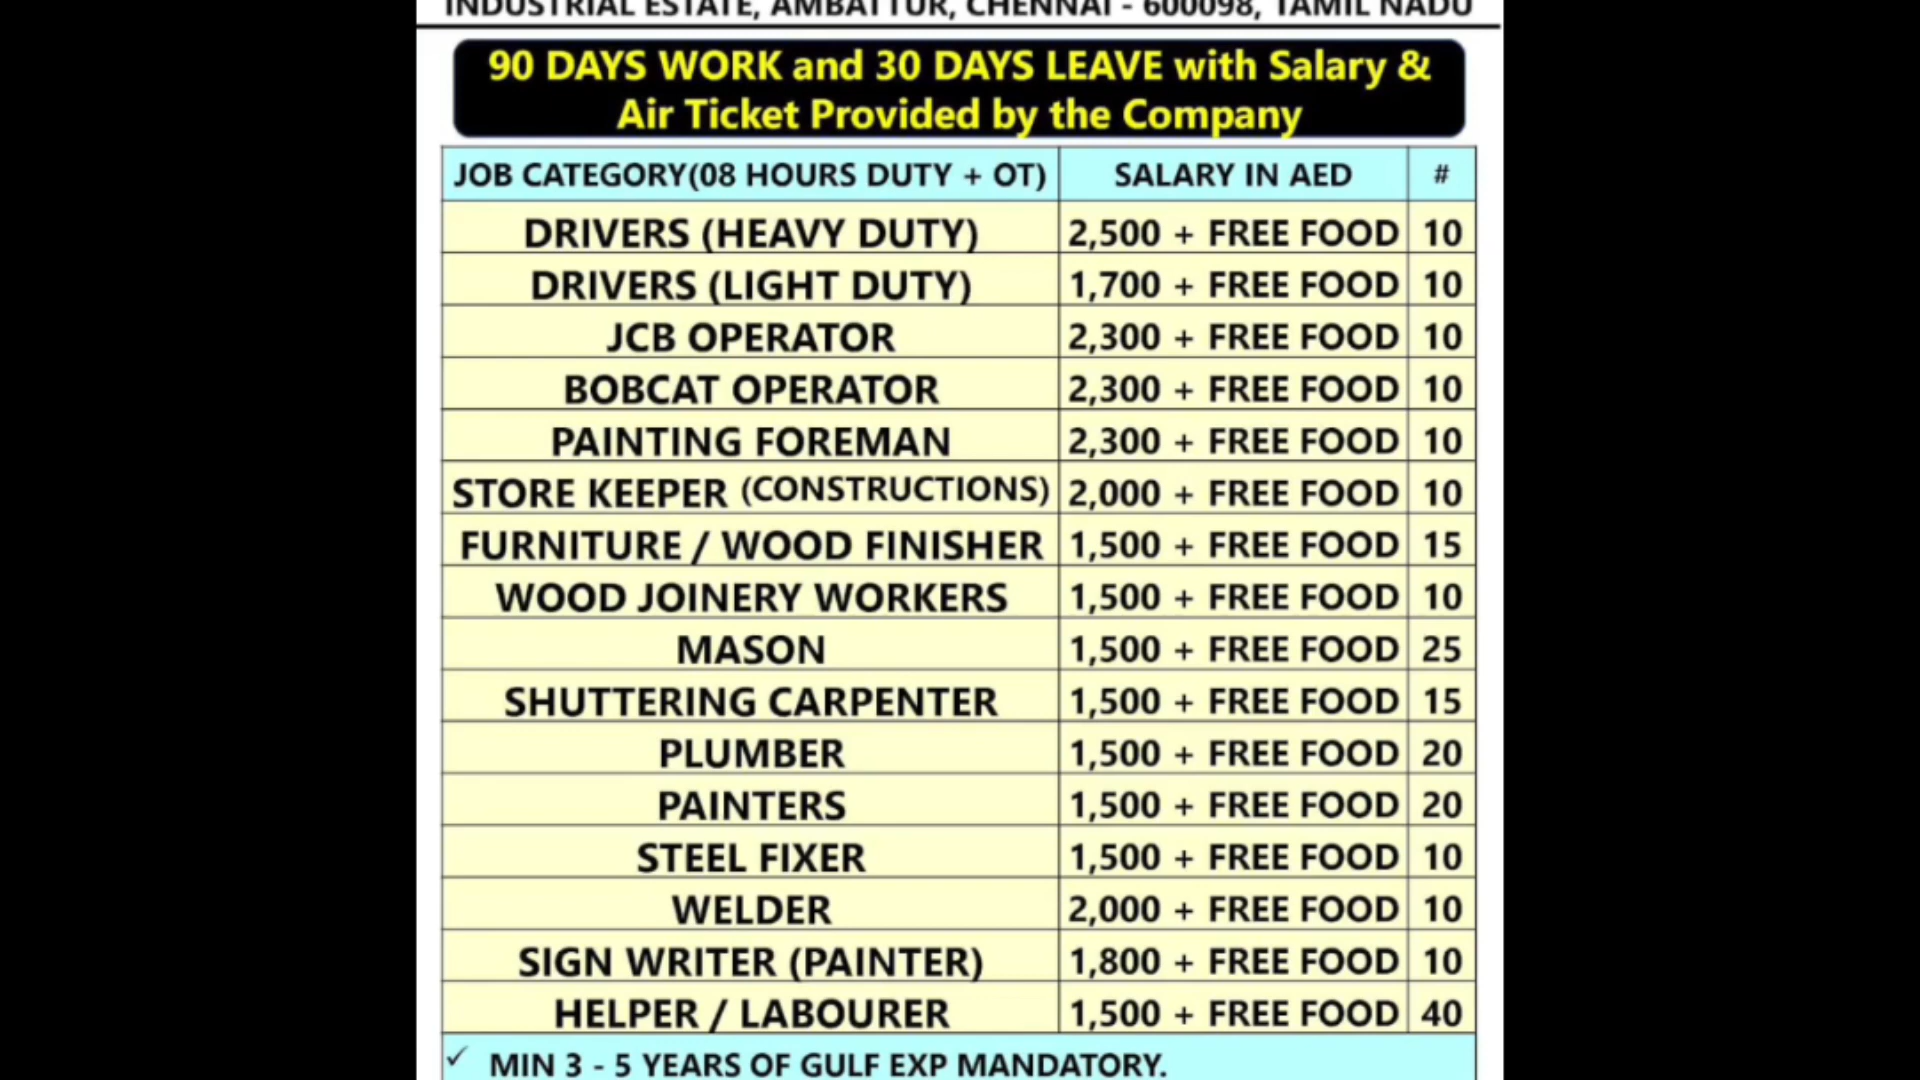 INDUSTRIAL ESTATE, AMBATTUR, CHENNAI - 600098, TAMIL NADU
90 DAYS WORK and 30 DAYS LEAVE with Salary &
Air Ticket Provided by the Company
JOB CATEGORY(08 HOURS DUTY + OT) SALARY IN AED #
DRIVERS (HEAVY DUTY) 2,500 + FREE FOOD 10
DRIVERS (LIGHT DUTY) 1,700 + FREE FOOD 10
JCB OPERATOR 2,300 + FREE FOOD 10
BOBCAT OPERATOR 2,300 + FREE FOOD 10
PAINTING FOREMAN 2,300 + FREE FOOD 10
STORE KEEPER (CONSTRUCTIONS) 2,000 + FREE FOOD 10
FURNITURE / WOOD FINISHER 1,500 + FREE FOOD 15
WOOD JOINERY WORKERS 1,500 + FREE FOOD 10
MASON 1,500 + FREE FOOD 25
SHUTTERING CARPENTER 1,500 + FREE FOOD 15
PLUMBER 1,500 + FREE FOOD 20
PAINTERS 1,500 + FREE FOOD 20
STEEL FIXER 1,500 + FREE FOOD 10
WELDER 2,000 + FREE FOOD 10
SIGN WRITER (PAINTER) 1,800 + FREE FOOD 10
HELPER / LABOURER 1,500 + FREE FOOD 40
✓ MIN 3 - 5 YEARS OF GULF EXP MANDATORY.